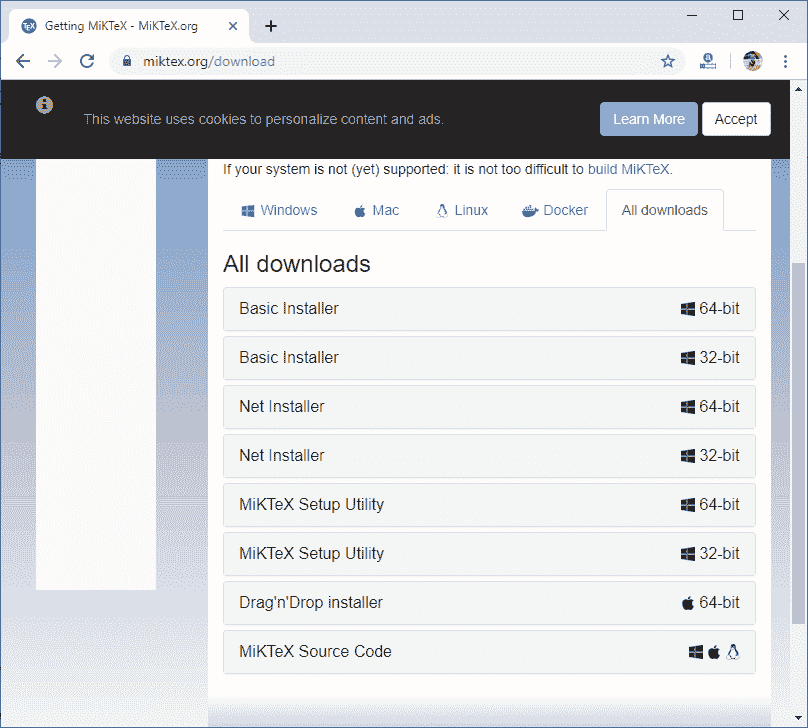 TEX Getting MiKTeX - MiKTeX.org
miktex.org/download
This website uses cookies to personalize content and ads.
Learn More Accept
If your system is not (yet) supported: it is not too difficult to build MiKTeX.
Windows Mac Linux Docker All downloads
All downloads
Basic Installer 64-bit
Basic Installer 32-bit
Net Installer 64-bit
Net Installer 32-bit
MiKTeX Setup Utility 64-bit
MiKTeX Setup Utility 32-bit
Drag'n'Drop installer 64-bit
MiKTeX Source Code